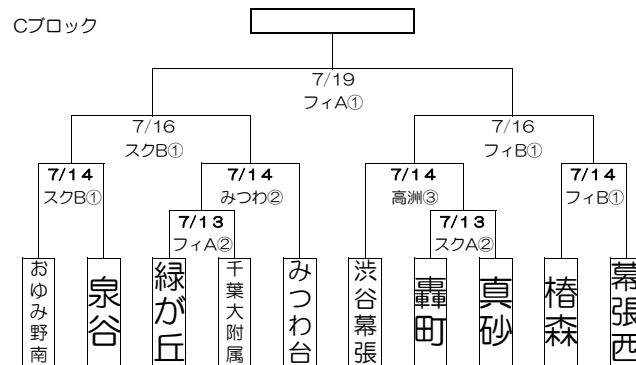 Cブロック
7/19
フィA①
7/16
スクB①
7/16
フィB①
7/14
スクB①
7/14
みつわ②
7/14
高洲③
7/14
フィB①
7/13
フィA②
7/13
スクA②
おゆみ野南
泉谷
緑が丘
千葉大附属
みつわ台
渋谷幕張
轟町
真砂
椿森
幕張西